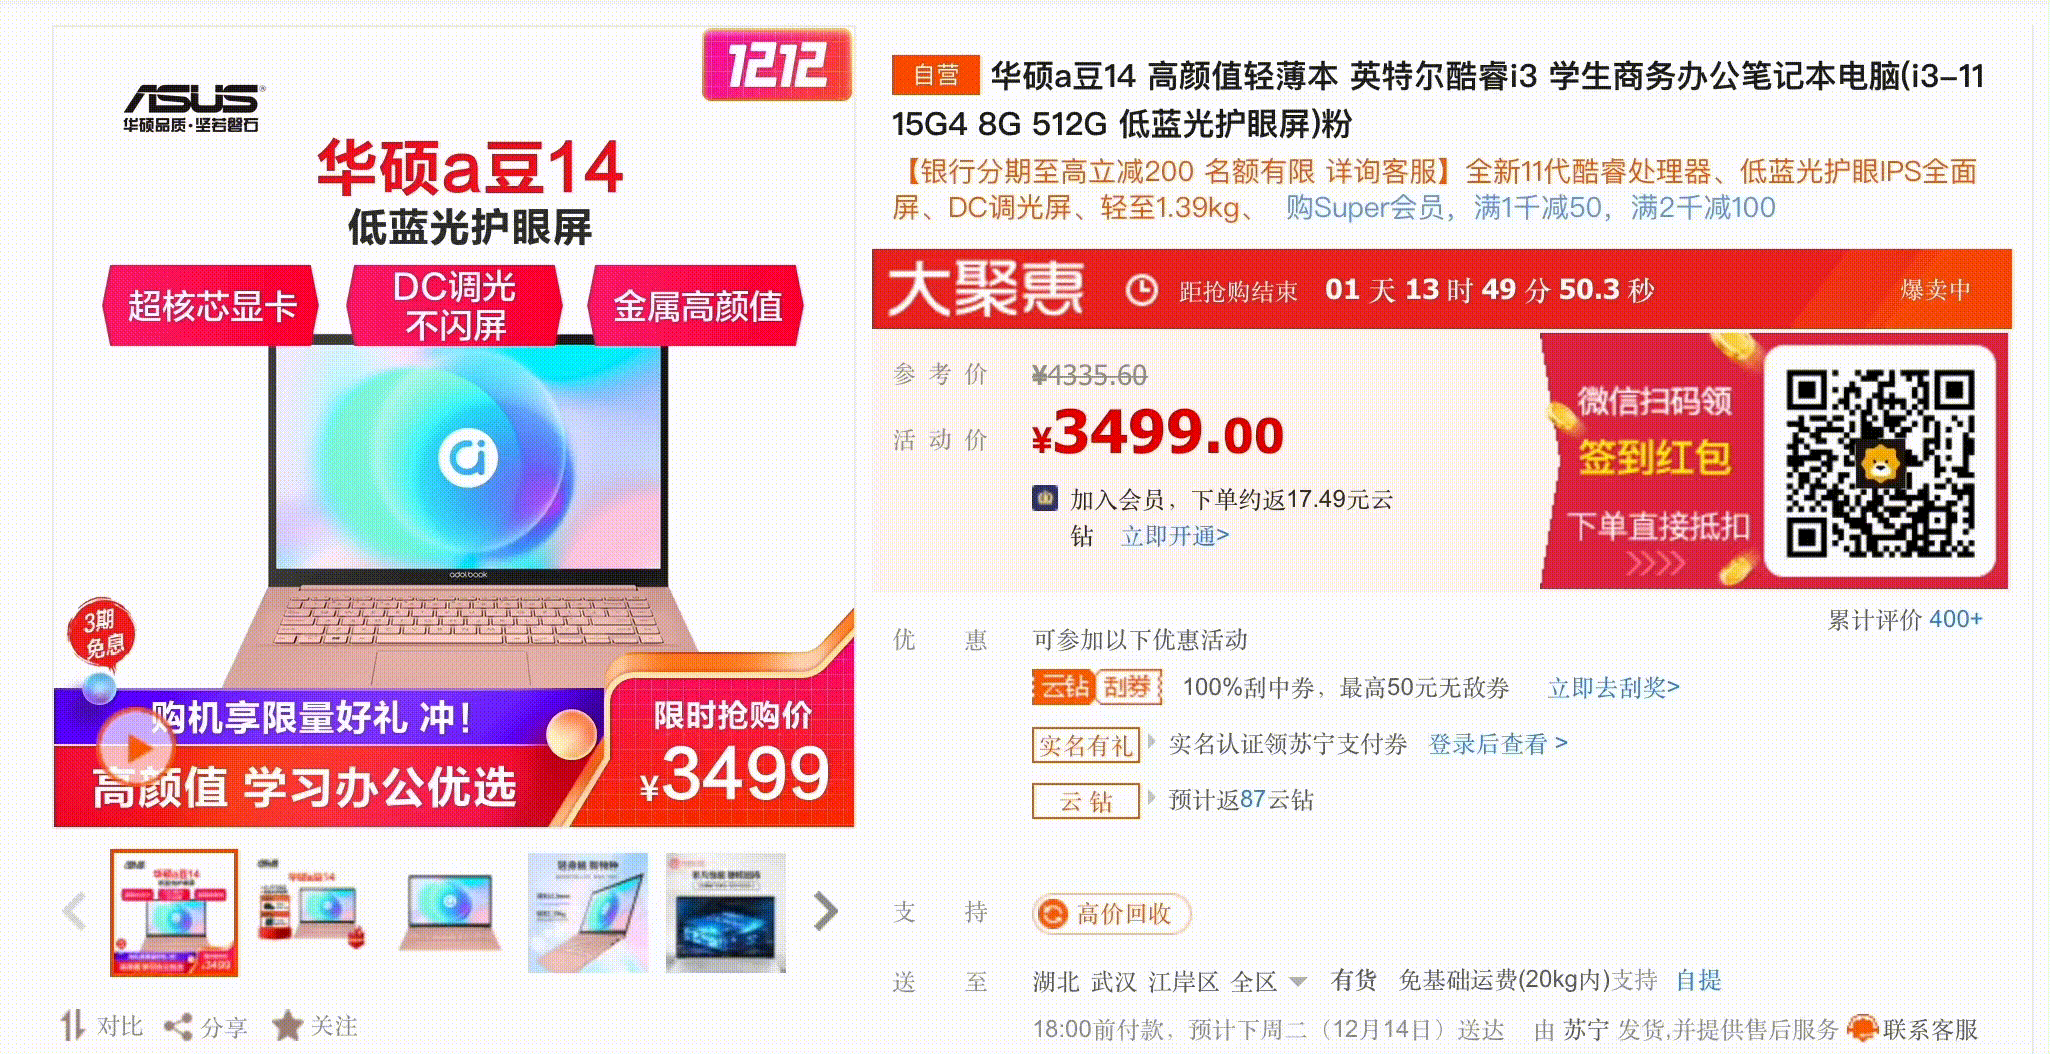 1212
ASUS
华硕品质·坚若磐石
华硕a豆14
低蓝光护眼屏
超核芯显卡
DC调光
不闪屏
金属高颜值
adolbook
3期
免息
购机享限量好礼 冲!
高颜值 学习办公优选
限时抢购价
¥3499
对比 分享 关注
自营 华硕a豆14 高颜值轻薄本 英特尔酷睿i3 学生商务办公笔记本电脑(i3-11
15G4 8G 512G 低蓝光护眼屏)粉
【银行分期至高立减200 名额有限 详询客服】全新11代酷睿处理器、低蓝光护眼IPS全面
屏、DC调光屏、轻至1.39kg、 购Super会员，满1千减50，满2千减100
大聚惠 距抢购结束 01 天 13 时 49 分 50.3 秒 爆卖中
参考价 ¥4335.60
活动价 ¥3499.00
加入会员，下单约返17.49元云
钻 立即开通>
微信扫码领
签到红包
下单直接抵扣
累计评价 400+
优惠 可参加以下优惠活动
云钻 刮券 100%刮中券，最高50元无敌券 立即去刮奖>
实名有礼 实名认证领苏宁支付券 登录后查看 >
云钻 预计返87云钻
支持 高价回收
送至 湖北 武汉 江岸区 全区 有货 免基础运费(20kg内)支持 自提
18:00前付款，预计下周二（12月14日）送达 由 苏宁 发货,并提供售后服务 联系客服